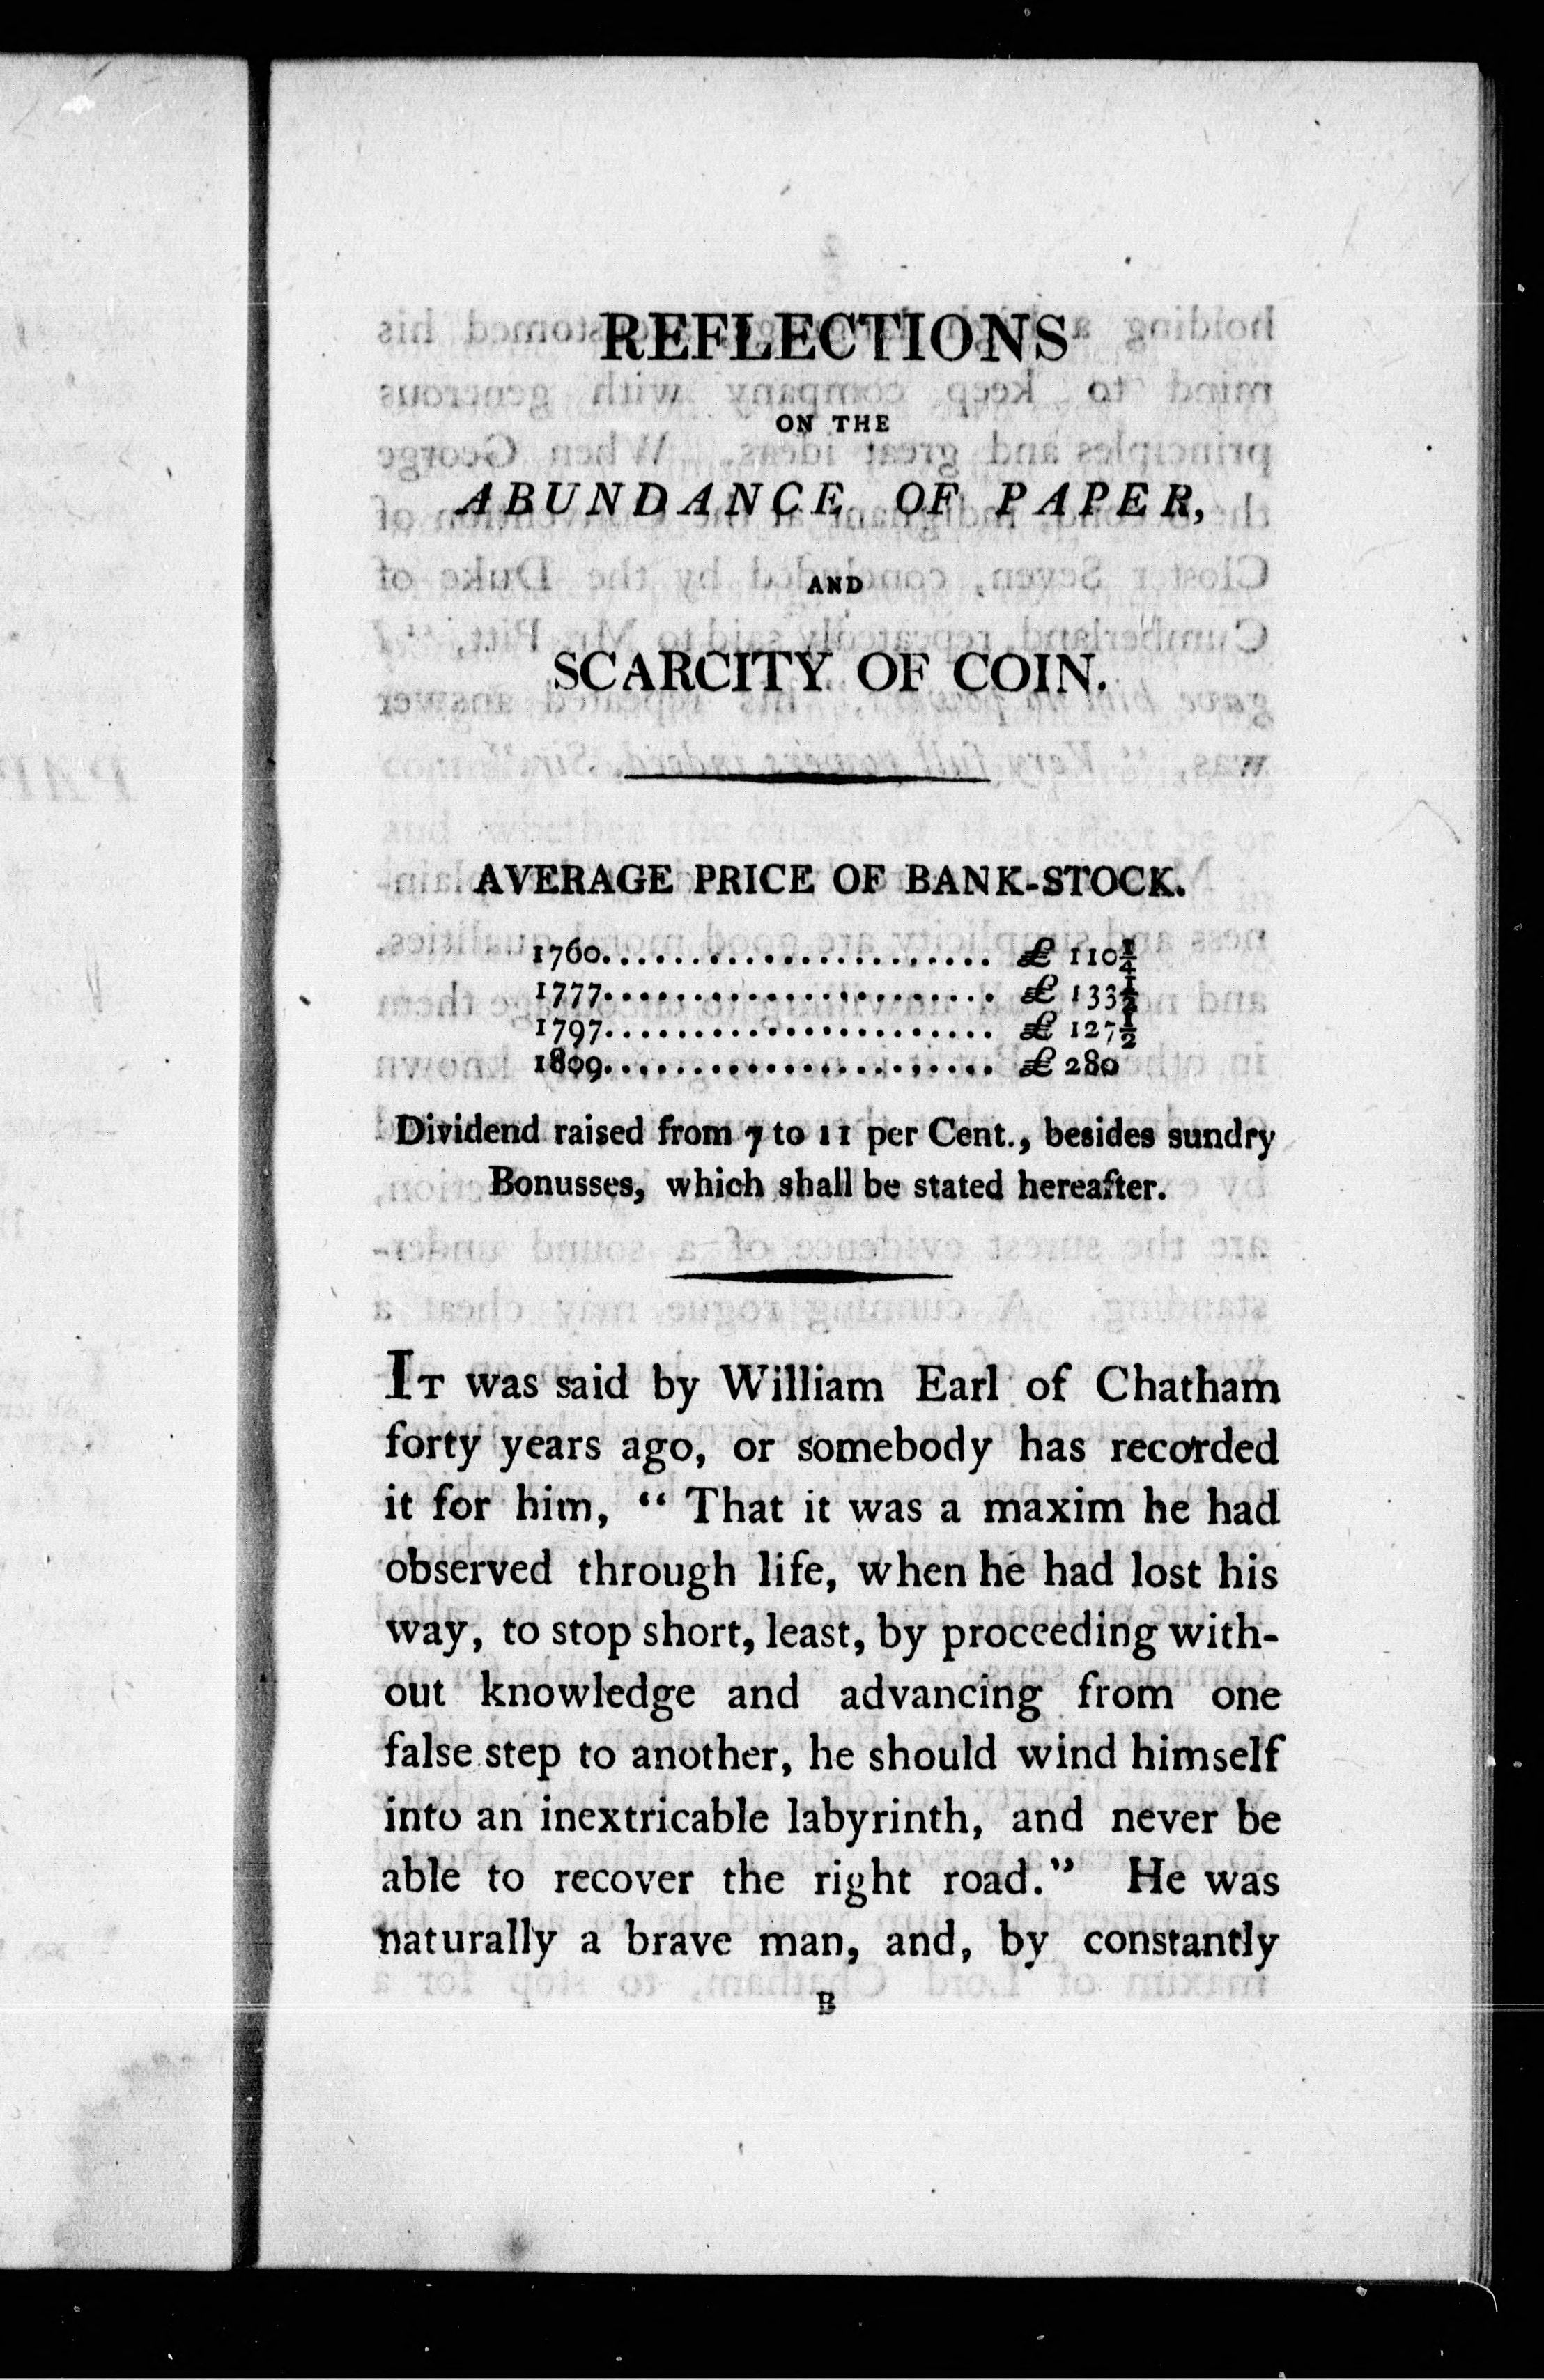 REFLECTIONS
ON THE
ABUNDANCE OF PAPER,
AND
SCARCITY OF COIN.
AVERAGE PRICE OF BANK-STOCK.
1760....................... £ 110¼
1777....................... £ 133½
1797....................... £ 127½
1809....................... £ 280
Dividend raised from 7 to 11 per Cent., besides sundry
Bonusses, which shall be stated hereafter.
IT was said by William Earl of Chatham
forty years ago, or somebody has recorded
it for him, “ That it was a maxim he had
observed through life, when he had lost his
way, to stop short, least, by proceeding with-
out knowledge and advancing from one
false step to another, he should wind himself
into an inextricable labyrinth, and never be
able to recover the right road.” He was
naturally a brave man, and, by constantly
B